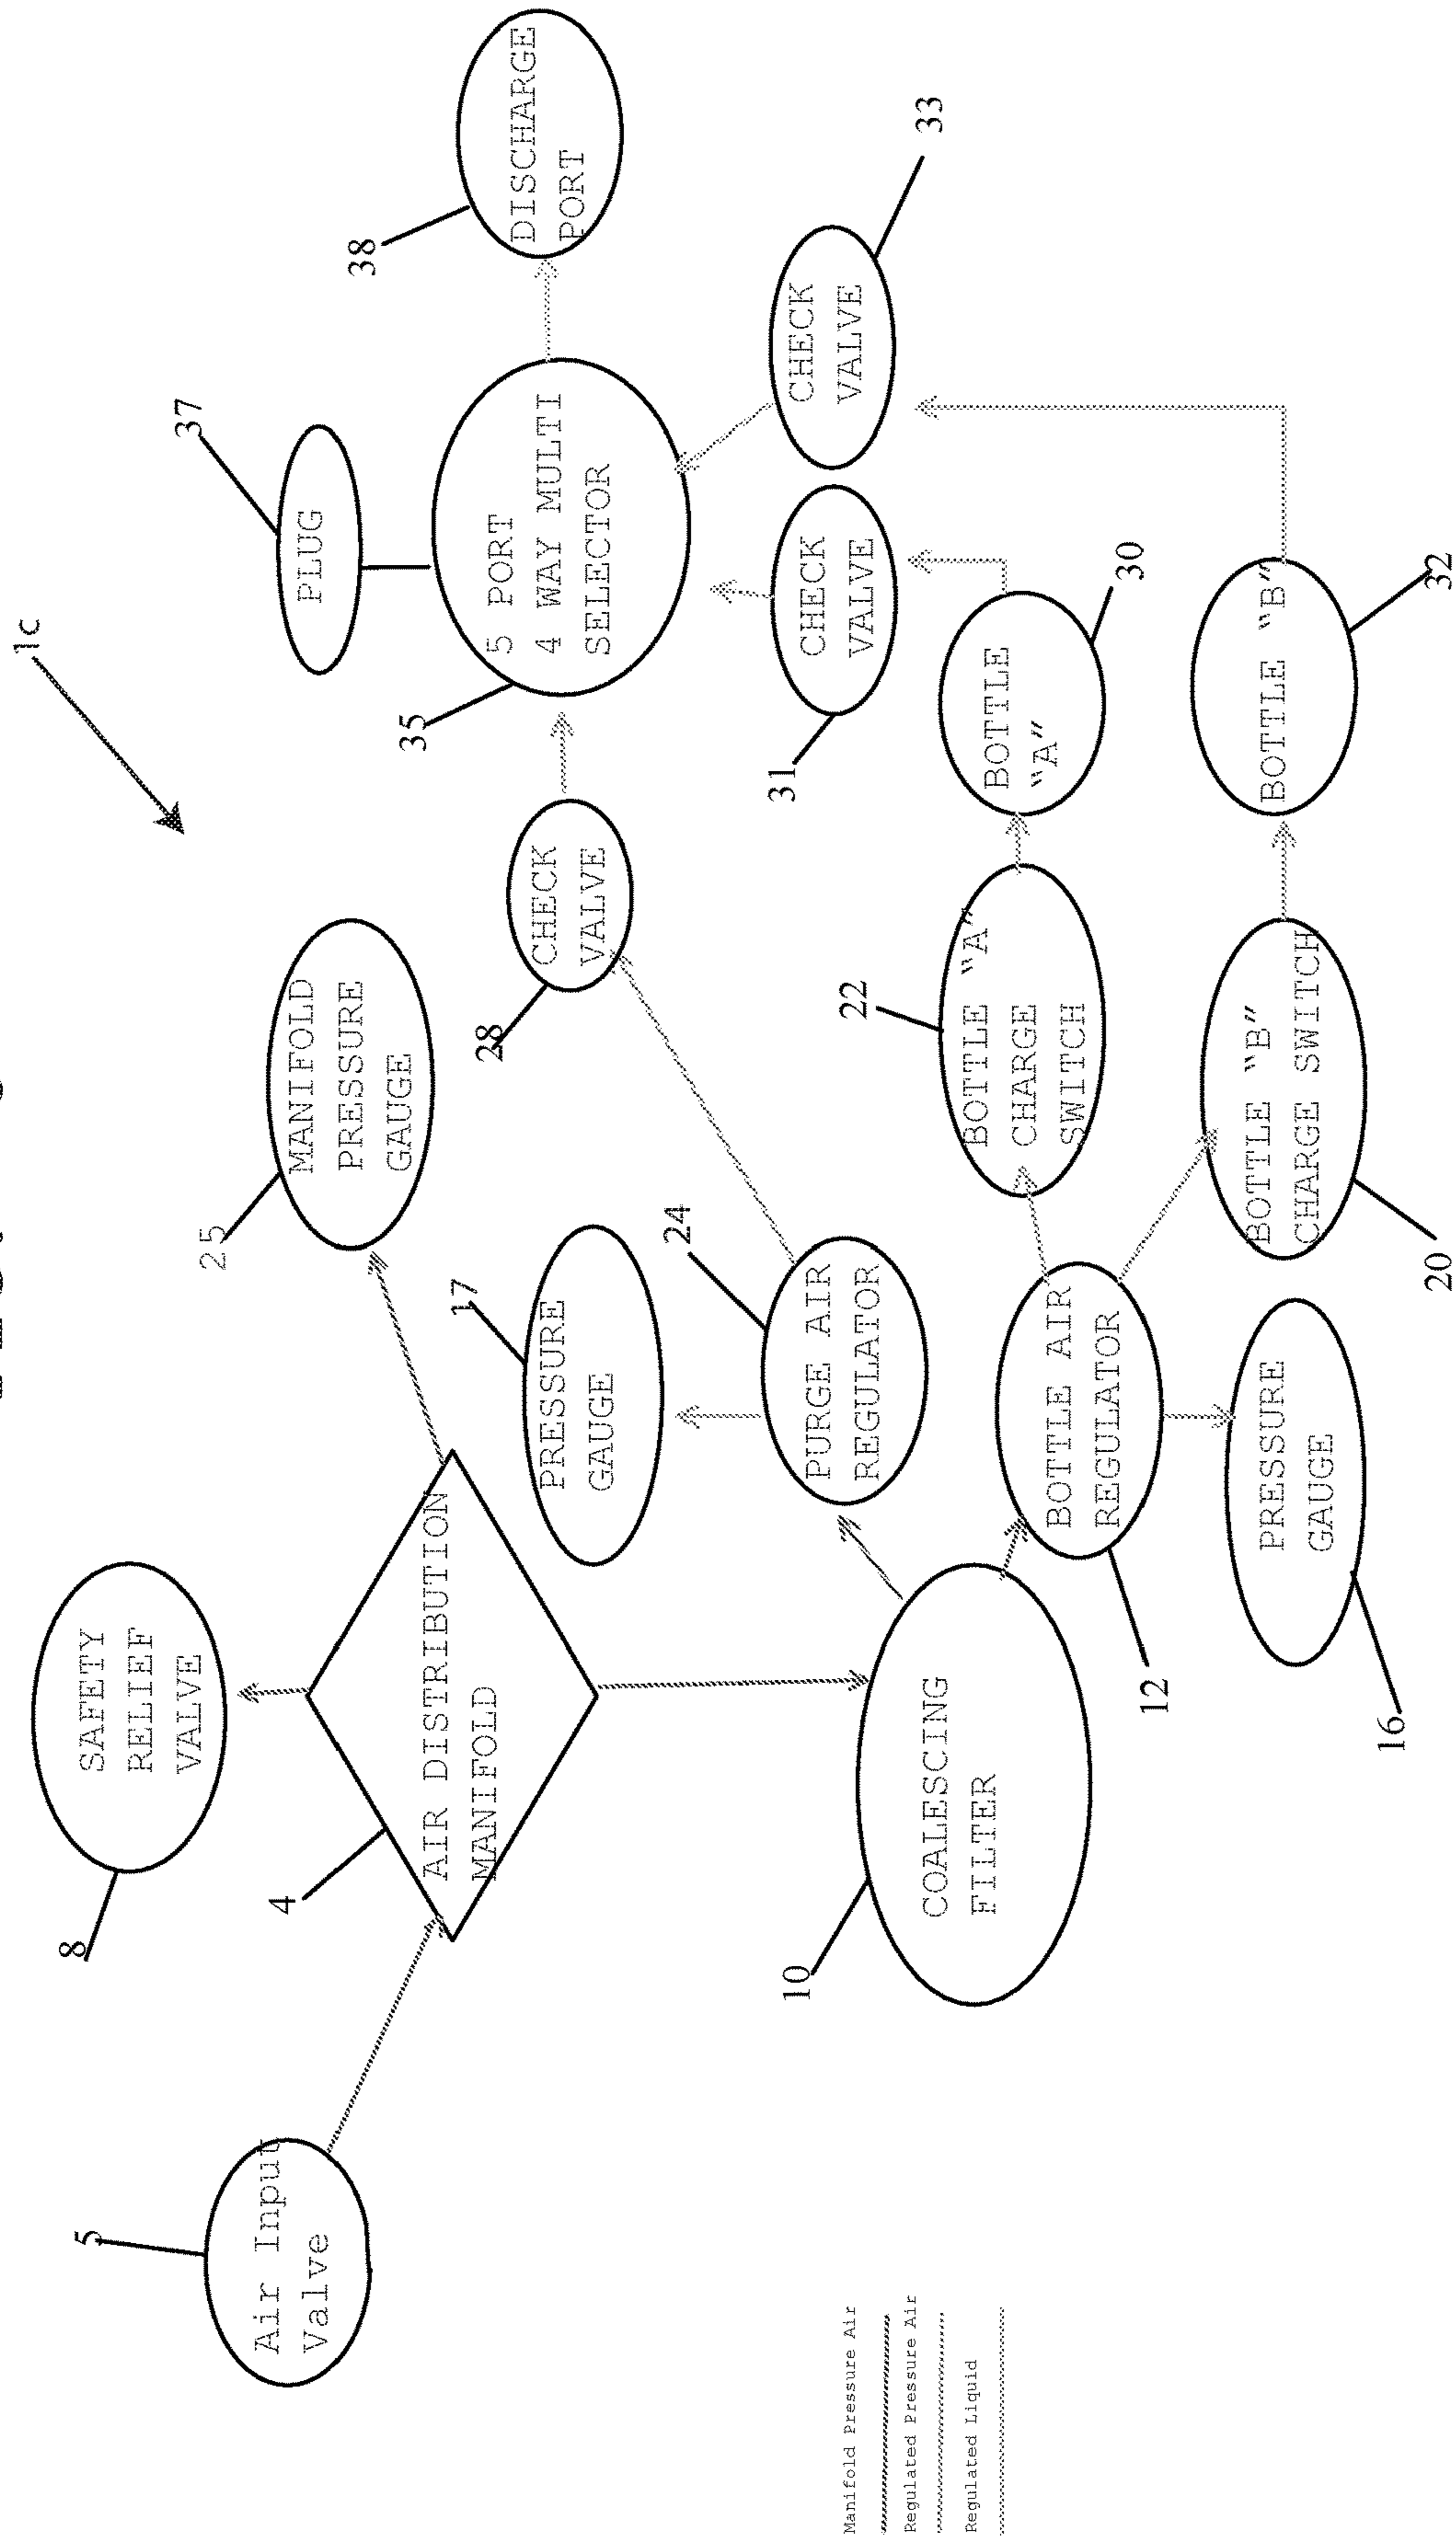 1c
5
Air Input
Valve
8
SAFETY
RELIEF
VALVE
4
AIR DISTRIBUTION
MANIFOLD
25
MANIFOLD
PRESSURE
GAUGE
37
PLUG
35
5 PORT
4 WAY MULTI
SELECTOR
38
DISCHARGE
PORT
28
CHECK
VALVE
17
PRESSURE
GAUGE
24
PURGE AIR
REGULATOR
31
CHECK
VALVE
33
CHECK
VALVE
10
COALESCING
FILTER
12
BOTTLE AIR
REGULATOR
22
BOTTLE "A"
CHARGE
SWITCH
30
BOTTLE
"A"
16
PRESSURE
GAUGE
20
BOTTLE "B"
CHARGE SWITCH
32
BOTTLE "B"
Manifold Pressure Air
Regulated Pressure Air
Regulated Liquid